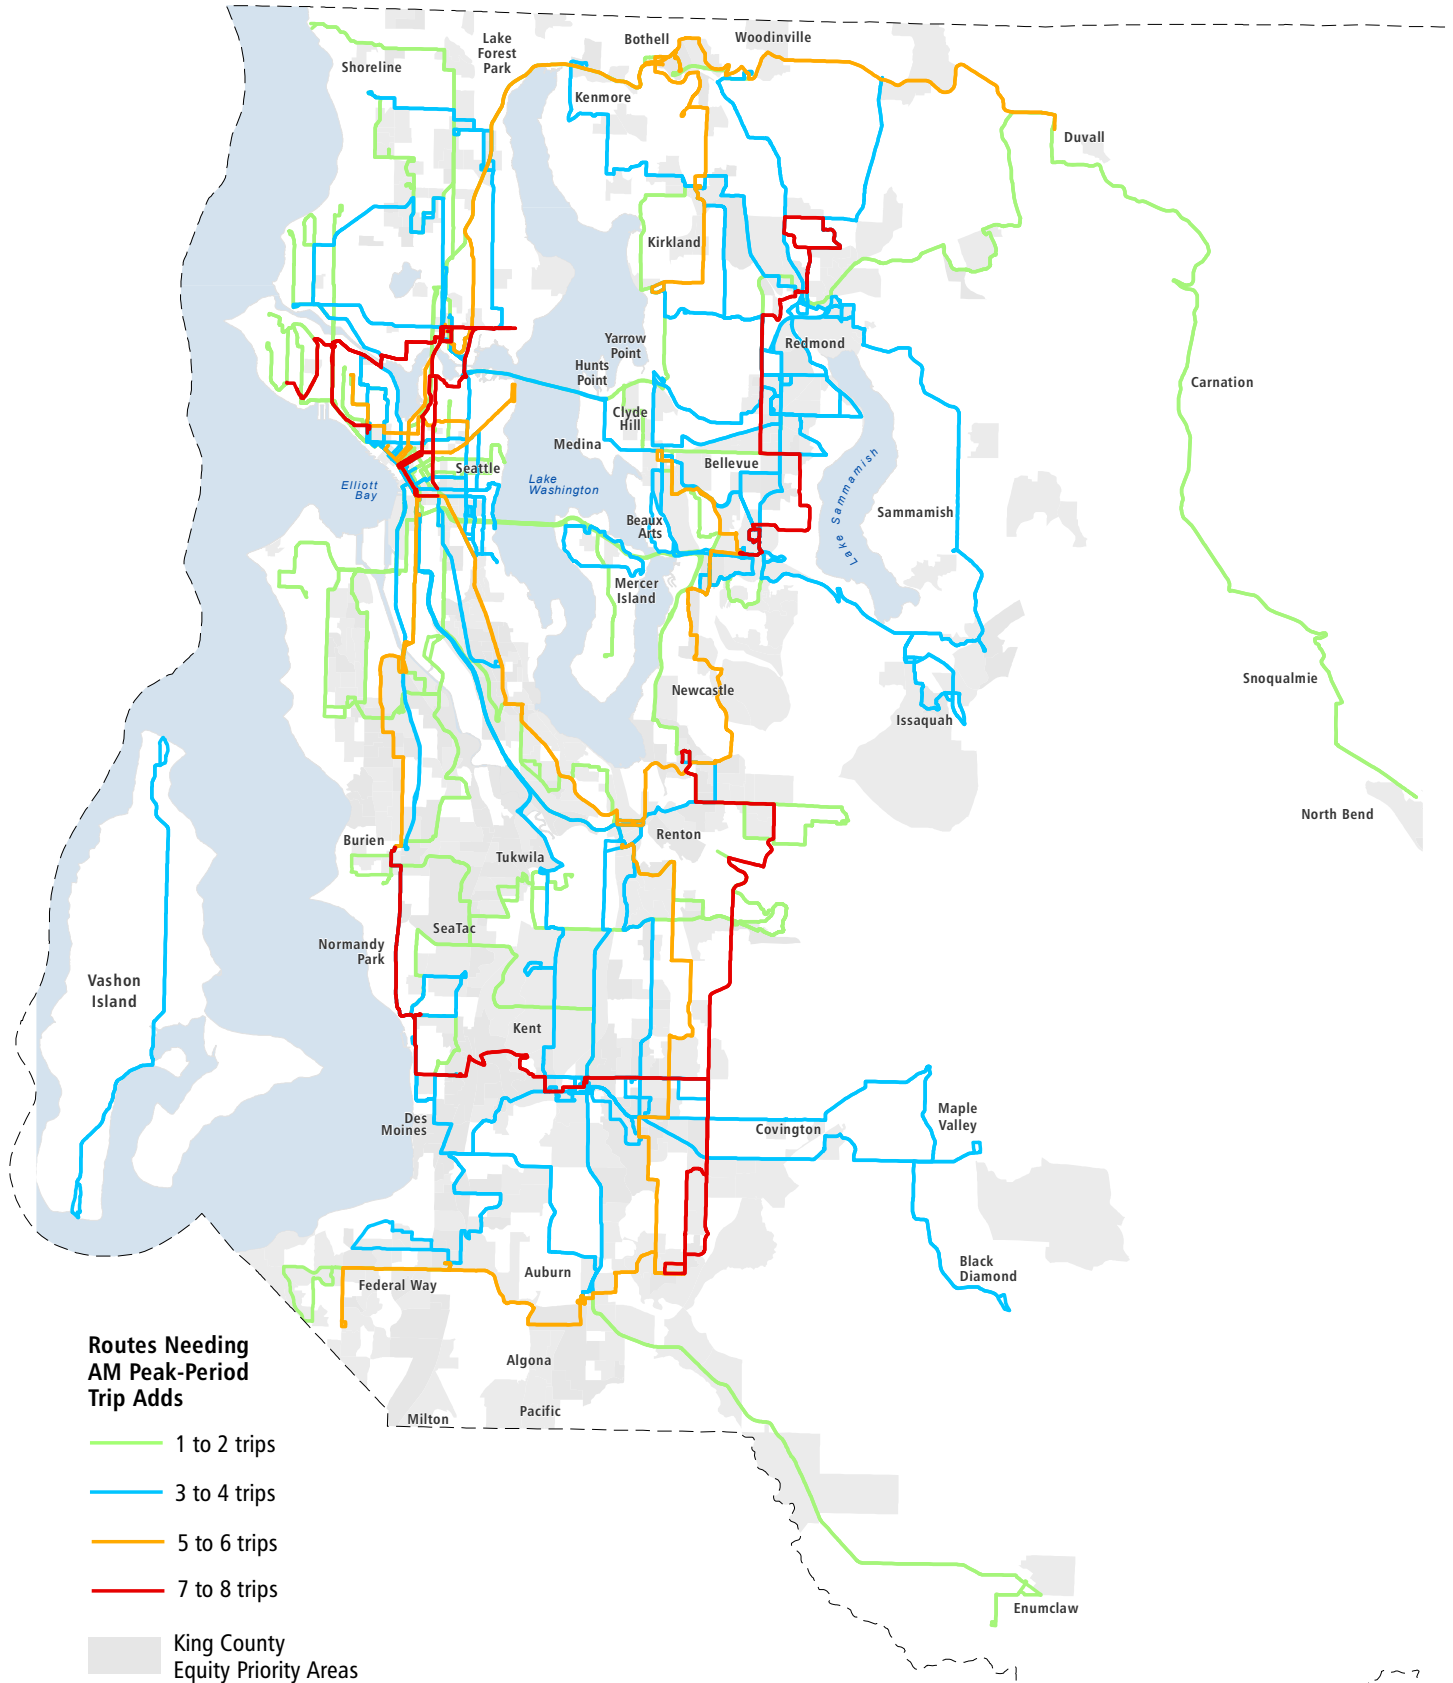 Lake
Forest
Park
Bothell
Woodinville
Shoreline
Kenmore
Duvall
Kirkland
Yarrow
Point
Redmond
Hunts
Point
Carnation
Clyde
Hill
Medina
Bellevue
Seattle
Elliott
Bay
Lake
Washington
Lake Sammamish
Sammamish
Beaux
Arts
Mercer
Island
Newcastle
Snoqualmie
Issaquah
North Bend
Burien
Renton
Tukwila
SeaTac
Normandy
Park
Vashon
Island
Kent
Des
Moines
Covington
Maple
Valley
Black
Diamond
Auburn
Federal Way
Algona
Pacific
Milton
Enumclaw
Routes Needing
AM Peak-Period
Trip Adds
1 to 2 trips
3 to 4 trips
5 to 6 trips
7 to 8 trips
King County
Equity Priority Areas